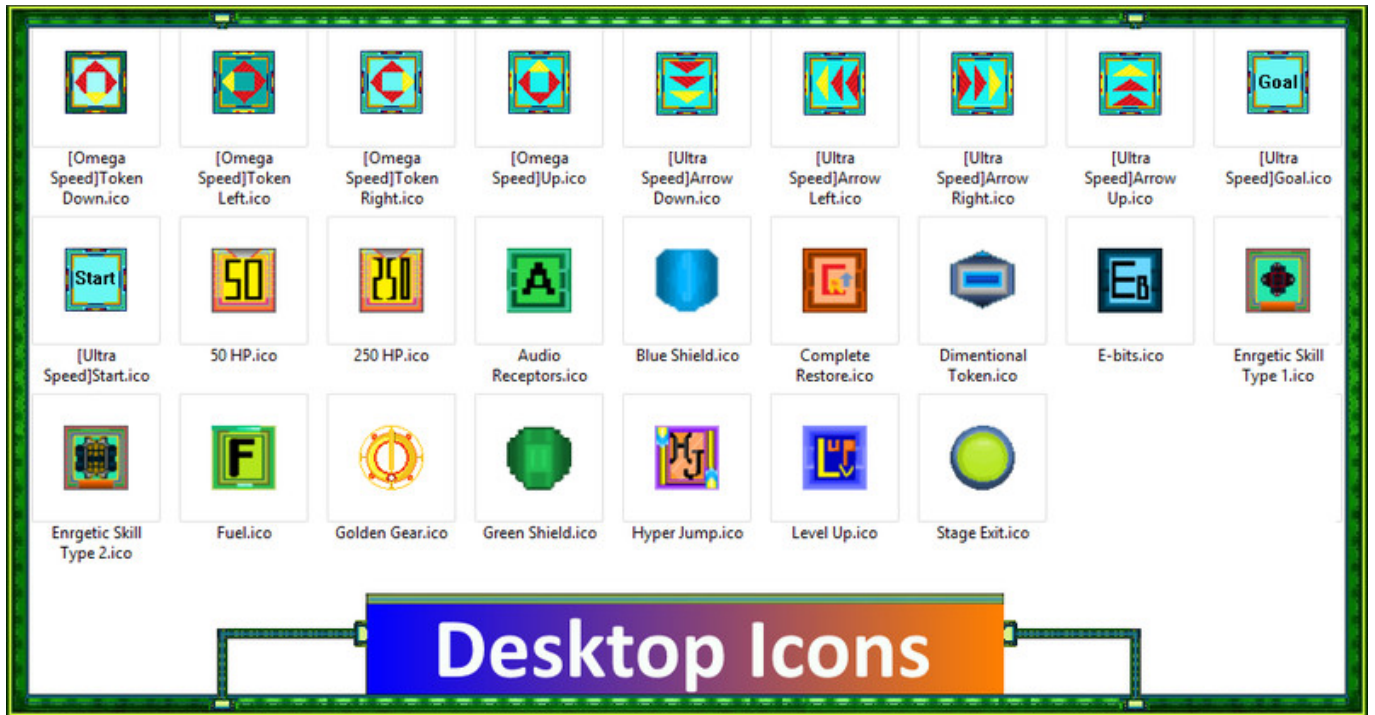 Goal
[Omega
Speed]Token
Down.ico
[Omega
Speed]Token
Left.ico
[Omega
Speed]Token
Right.ico
[Omega
Speed]Up.ico
[Ultra
Speed]Arrow
Down.ico
[Ultra
Speed]Arrow
Left.ico
[Ultra
Speed]Arrow
Right.ico
[Ultra
Speed]Arrow
Up.ico
[Ultra
Speed]Goal.ico
Start
50
250
A
C
R
EB
[Ultra
Speed]Start.ico
50 HP.ico
250 HP.ico
Audio
Receptors.ico
Blue Shield.ico
Complete
Restore.ico
Dimentional
Token.ico
E-bits.ico
Enrgetic Skill
Type 1.ico
F
HJ
LUP
Enrgetic Skill
Type 2.ico
Fuel.ico
Golden Gear.ico
Green Shield.ico
Hyper Jump.ico
Level Up.ico
Stage Exit.ico
Desktop Icons